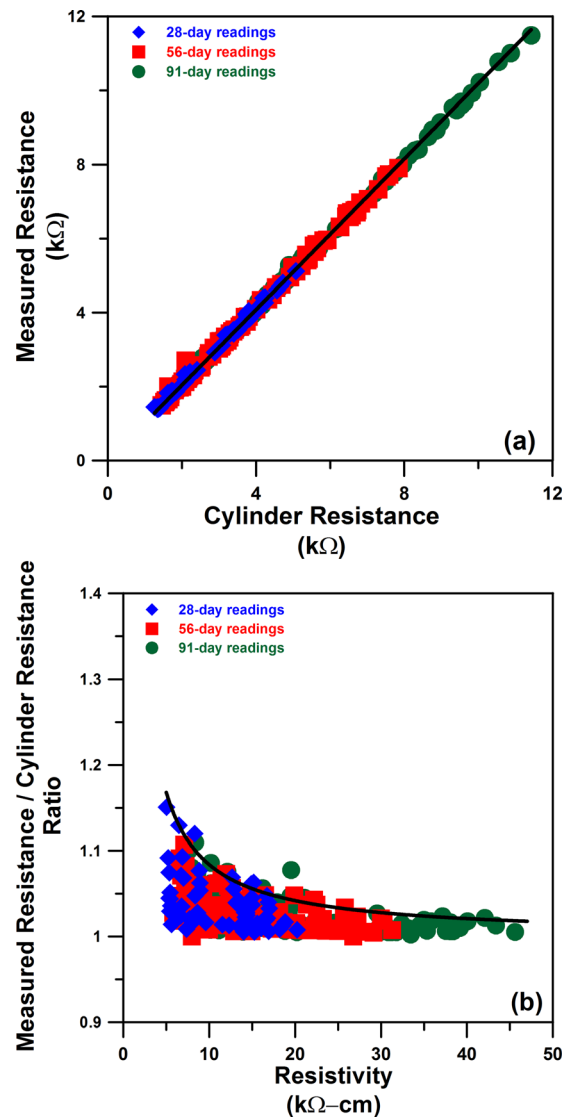 12
28-day readings
56-day readings
91-day readings
8
Measured Resistance
(kΩ)
4
0
(a)
0 4 8 12
Cylinder Resistance
(kΩ)
1.4
28-day readings
56-day readings
91-day readings
1.3
1.2
Measured Resistance / Cylinder Resistance
Ratio
1.1
1
0.9
(b)
0 10 20 30 40 50
Resistivity
(kΩ–cm)